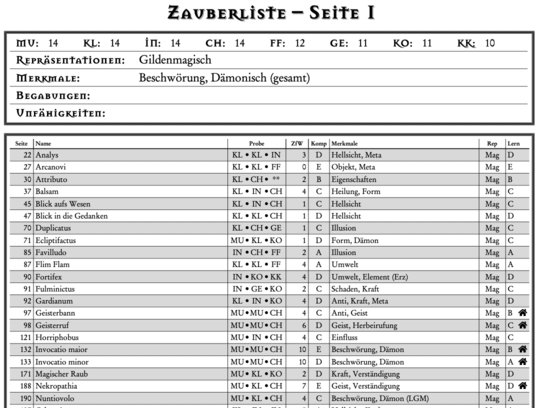 Zauberliste – Seite I
MU: 14 KL: 14 IN: 14 CH: 14 FF: 12 GE: 11 KO: 11 KK: 10
Repräsentationen: Gildenmagisch
Merkmale: Beschwörung, Dämonisch (gesamt)
Begabungen:
Unfähigkeiten:
Seite Name Probe ZfW Komp Merkmale Rep Lern
22 Analys KL • KL • IN 3 D Hellsicht, Meta Mag D
27 Arcanovi KL • KL • FF 0 E Objekt, Meta Mag E
30 Attributo KL • CH • ** 2 B Eigenschaften Mag B
37 Balsam KL • IN • CH 4 C Heilung, Form Mag C
45 Blick aufs Wesen KL • IN • CH 1 C Hellsicht Mag C
47 Blick in die Gedanken KL • KL • CH 1 D Hellsicht Mag D
70 Duplicatus KL • CH • GE 1 C Illusion Mag C
71 Ecliptifactus MU • KL • KO 1 D Form, Dämon Mag C
85 Favilludo IN • CH • FF 2 A Illusion Mag A
87 Flim Flam KL • KL • FF 4 A Umwelt Mag A
90 Fortifex IN • KO • KK 4 D Umwelt, Element (Erz) Mag D
91 Fulminictus IN • GE • KO 2 C Schaden, Kraft Mag C
92 Gardianum KL • IN • KO 4 D Anti, Kraft, Meta Mag D
97 Geisterbann MU • MU • CH 4 C Anti, Geist Mag B
98 Geisterruf MU • MU • CH 6 D Geist, Herbeirufung Mag C
121 Horriphobus MU • IN • CH 4 C Einfluss Mag C
132 Invocatio maior MU • MU • CH 10 E Beschwörung, Dämon Mag B
133 Invocatio minor MU • MU • CH 10 D Beschwörung, Dämon Mag A
171 Magischer Raub MU • KL • KO 2 D Kraft, Verständigung Mag D
188 Nekropathia MU • KL • CH 7 E Geist, Verständigung Mag D
190 Nuntiovolo MU • KL • CH 4 C Beschwörung, Dämon (LGM) Mag A